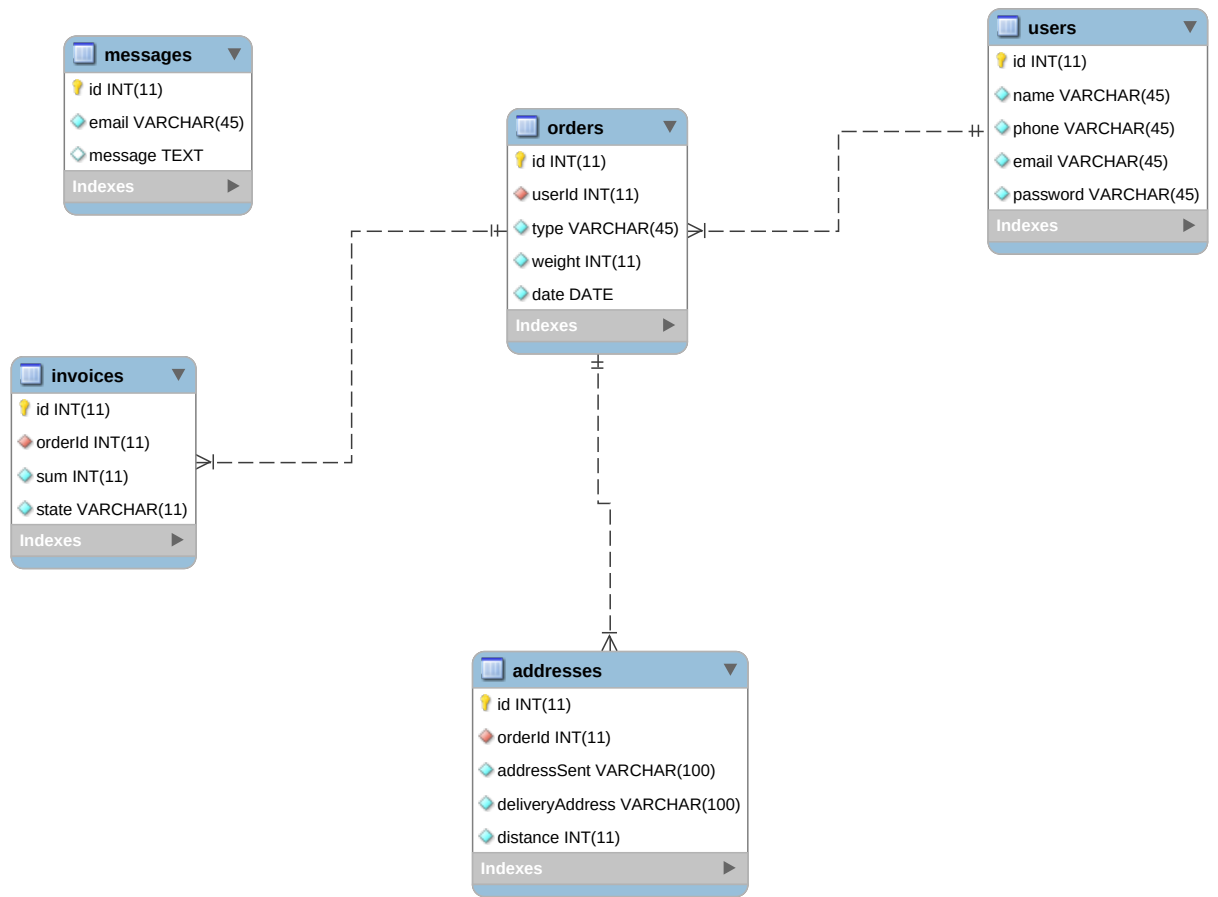 messages
id INT(11)
email VARCHAR(45)
message TEXT
Indexes
users
id INT(11)
name VARCHAR(45)
phone VARCHAR(45)
email VARCHAR(45)
password VARCHAR(45)
Indexes
orders
id INT(11)
userId INT(11)
type VARCHAR(45)
weight INT(11)
date DATE
Indexes
invoices
id INT(11)
orderId INT(11)
sum INT(11)
state VARCHAR(11)
Indexes
addresses
id INT(11)
orderId INT(11)
addressSent VARCHAR(100)
deliveryAddress VARCHAR(100)
distance INT(11)
Indexes